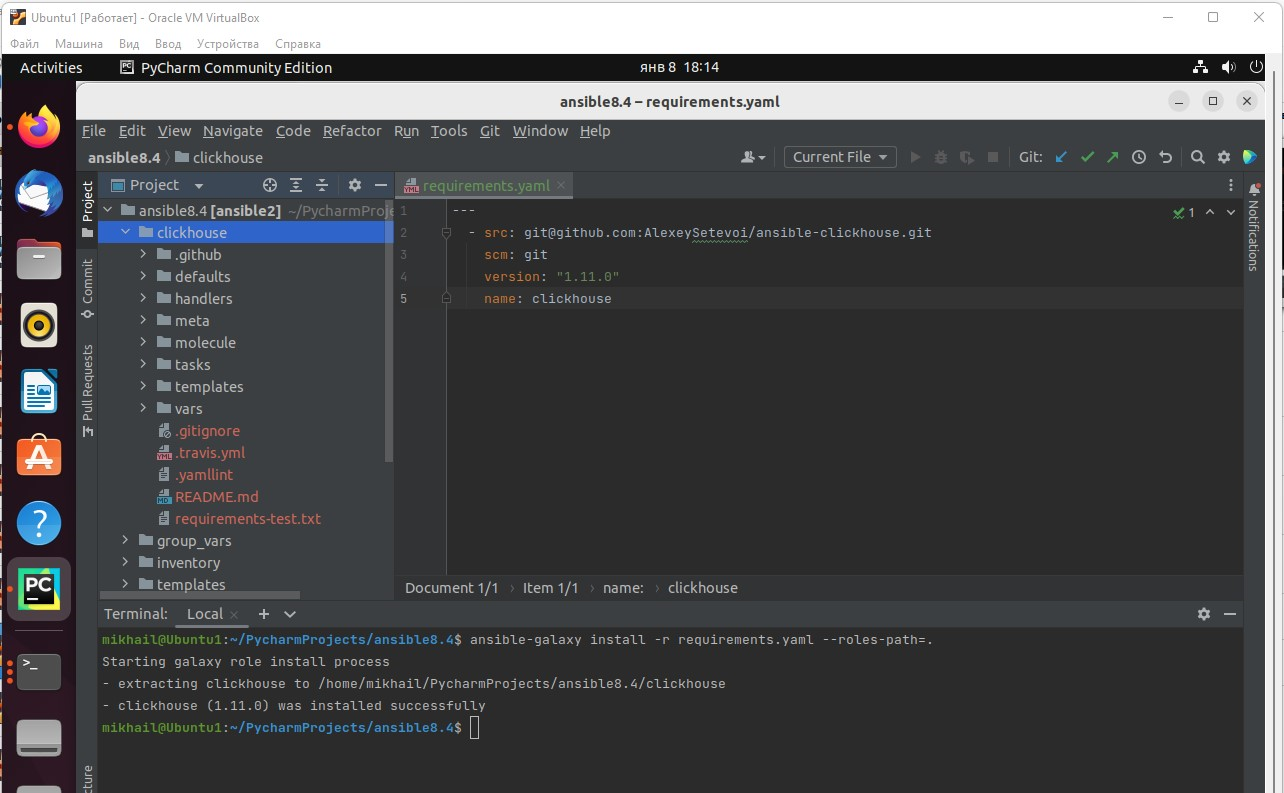 Ubuntu1 [Работает] - Oracle VM VirtualBox
Файл Машина Вид Ввод Устройства Справка
Activities PyCharm Community Edition янв 8 18:14
ansible8.4 – requirements.yaml
File Edit View Navigate Code Refactor Run Tools Git Window Help
ansible8.4 clickhouse Current File Git:
Project
Commit
Pull Requests
Project
ansible8.4 [ansible2] ~/PycharmProje
clickhouse
.github
defaults
handlers
meta
molecule
tasks
templates
vars
.gitignore
.travis.yml
.yamllint
README.md
requirements-test.txt
group_vars
inventory
templates
requirements.yaml
1 ---
2 - src: git@github.com:AlexeySetevoi/ansible-clickhouse.git
3 scm: git
4 version: "1.11.0"
5 name: clickhouse
1
Notifications
Document 1/1 › Item 1/1 › name: › clickhouse
Terminal: Local
mikhail@Ubuntu1:~/PycharmProjects/ansible8.4$ ansible-galaxy install -r requirements.yaml --roles-path=.
Starting galaxy role install process
- extracting clickhouse to /home/mikhail/PycharmProjects/ansible8.4/clickhouse
- clickhouse (1.11.0) was installed successfully
mikhail@Ubuntu1:~/PycharmProjects/ansible8.4$